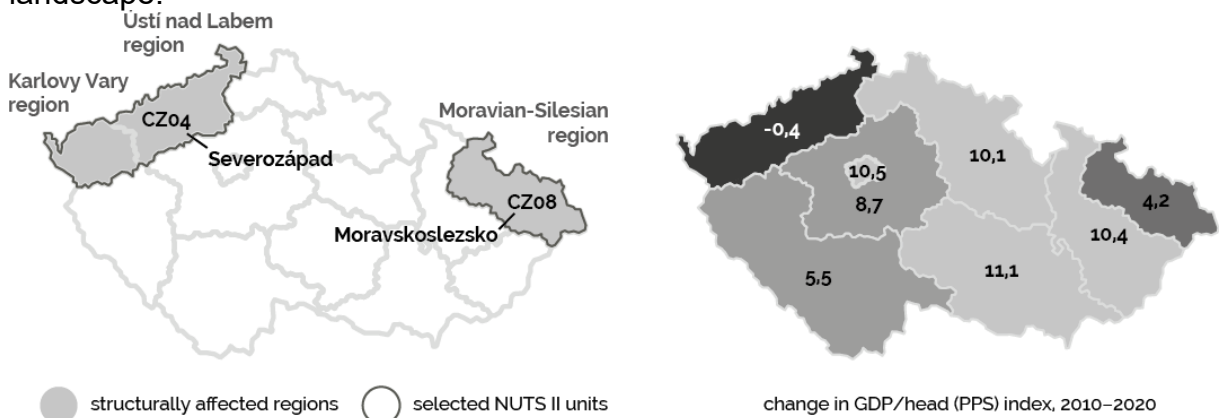 landscape.
Ústí nad Labem
region
Karlovy Vary
region
CZ04
Severozápad
Moravian-Silesian
region
CZ08
Moravskoslezsko
-0,4
10,1
10,5
8,7
4,2
10,4
11,1
5,5
structurally affected regions
selected NUTS II units
change in GDP/head (PPS) index, 2010–2020